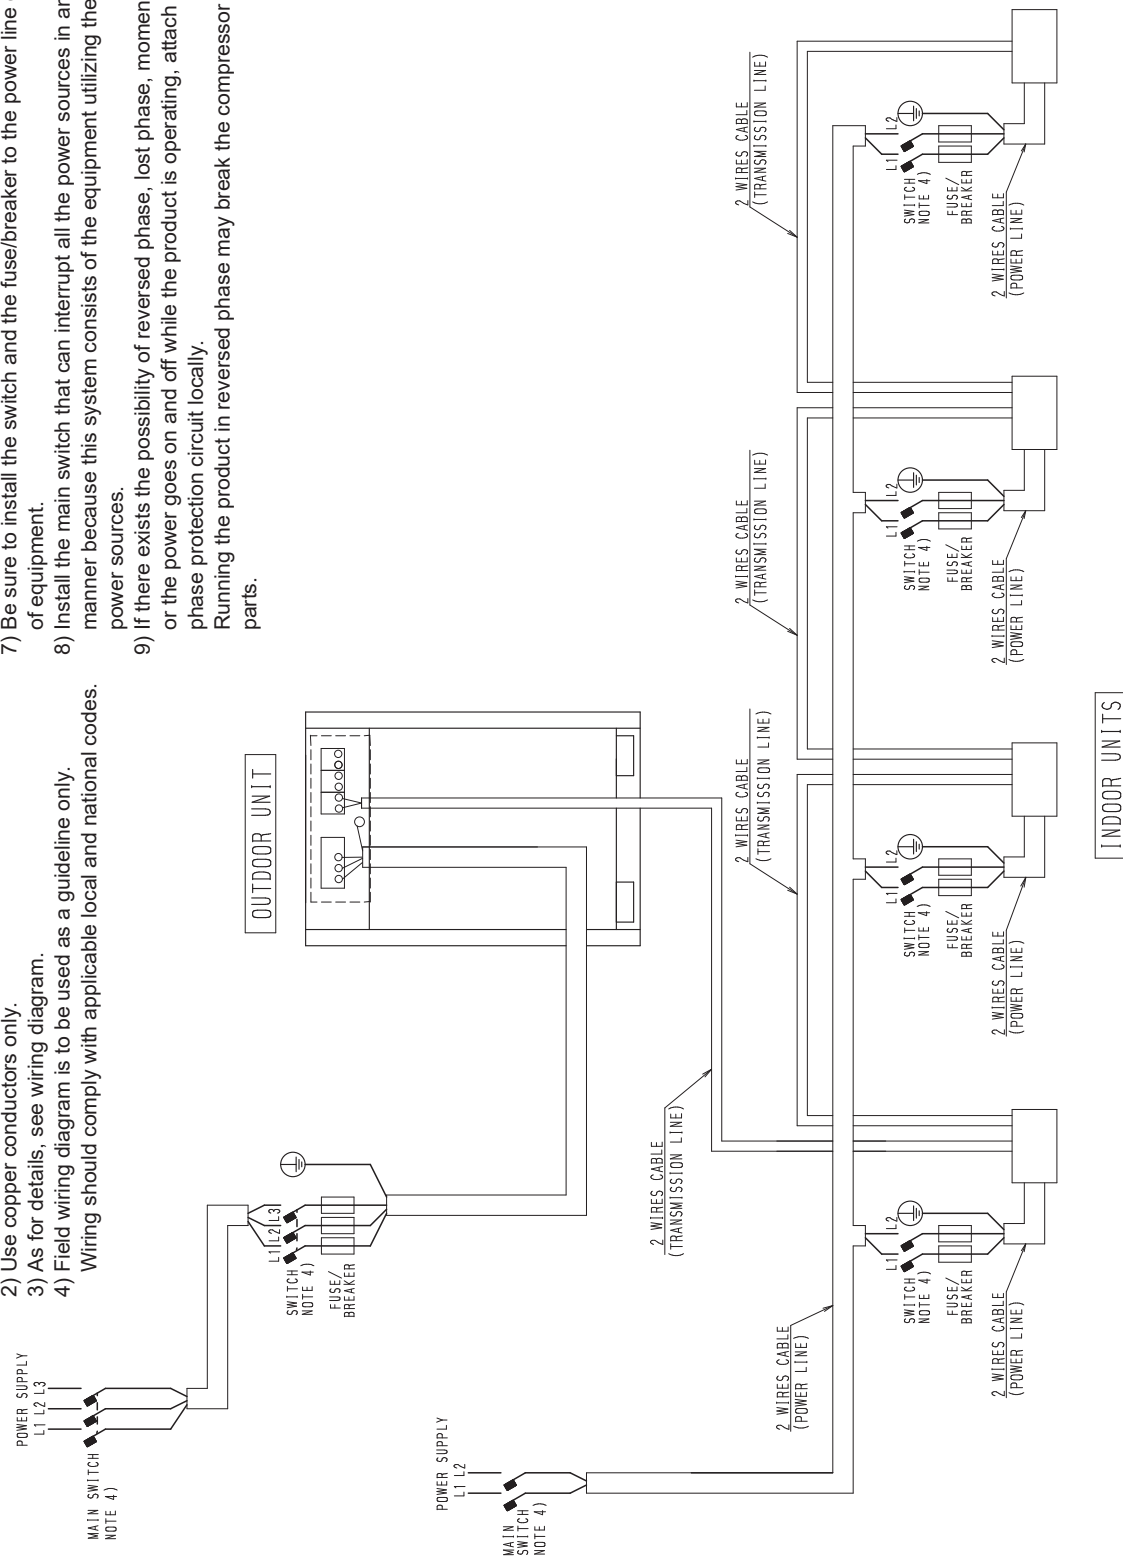 2) Use copper conductors only.
3) As for details, see wiring diagram.
4) Field wiring diagram is to be used as a guideline only.
Wiring should comply with applicable local and national codes.
7) Be sure to install the switch and the fuse/breaker to the power line
of equipment.
8) Install the main switch that can interrupt all the power sources in an
manner because this system consists of the equipment utilizing the
power sources.
9) If there exists the possibility of reversed phase, lost phase, momen
or the power goes on and off while the product is operating, attach
phase protection circuit locally.
Running the product in reversed phase may break the compressor
parts.
POWER SUPPLY
L1 L2 L3
MAIN SWITCH
NOTE 4)
L1 L2 L3
SWITCH
NOTE 4)
FUSE/
BREAKER
OUTDOOR UNIT
POWER SUPPLY
L1 L2
MAIN
SWITCH
NOTE 4)
2 WIRES CABLE
(POWER LINE)
2 WIRES CABLE
(TRANSMISSION LINE)
2 WIRES CABLE
(TRANSMISSION LINE)
2 WIRES CABLE
(TRANSMISSION LINE)
2 WIRES CABLE
(TRANSMISSION LINE)
L1 L2
SWITCH
NOTE 4)
FUSE/
BREAKER
2 WIRES CABLE
(POWER LINE)
L1 L2
SWITCH
NOTE 4)
FUSE/
BREAKER
2 WIRES CABLE
(POWER LINE)
L1 L2
SWITCH
NOTE 4)
FUSE/
BREAKER
2 WIRES CABLE
(POWER LINE)
L1 L2
SWITCH
NOTE 4)
FUSE/
BREAKER
2 WIRES CABLE
(POWER LINE)
INDOOR UNITS